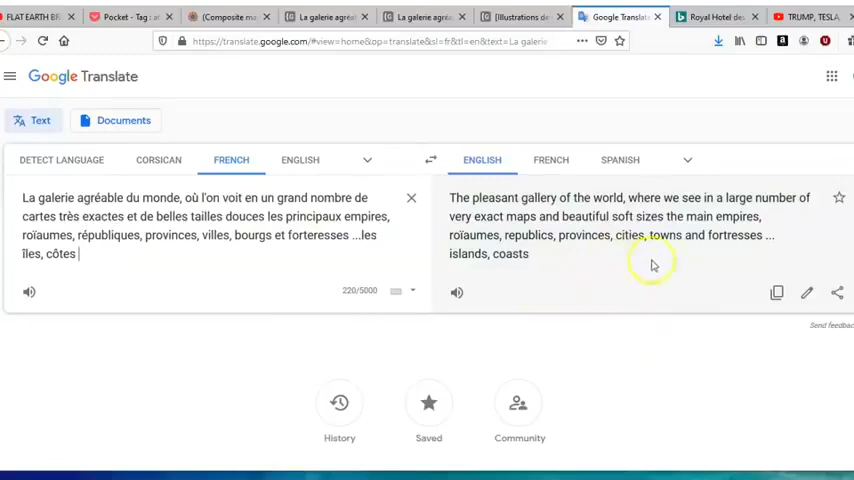 FLAT EARTH BR
Pocket - Tag : at
(Composite ma
La galerie agréal
La galerie agréa
[Illustrations de
Google Translate
Royal Hotel des
TRUMP, TESLA,
https://translate.google.com/#view=home&op=translate&sl=fr&tl=en&text=La galerie
Google Translate
Text
Documents
DETECT LANGUAGE CORSICAN FRENCH ENGLISH
ENGLISH FRENCH SPANISH
La galerie agréable du monde, où l'on voit en un grand nombre de
cartes très exactes et de belles tailles douces les principaux empires,
roïaumes, républiques, provinces, villes, bourgs et forteresses ...les
îles, côtes
220/5000
The pleasant gallery of the world, where we see in a large number of
very exact maps and beautiful soft sizes the main empires,
roïaumes, republics, provinces, cities, towns and fortresses ...
islands, coasts
Send feedbac
History
Saved
Community